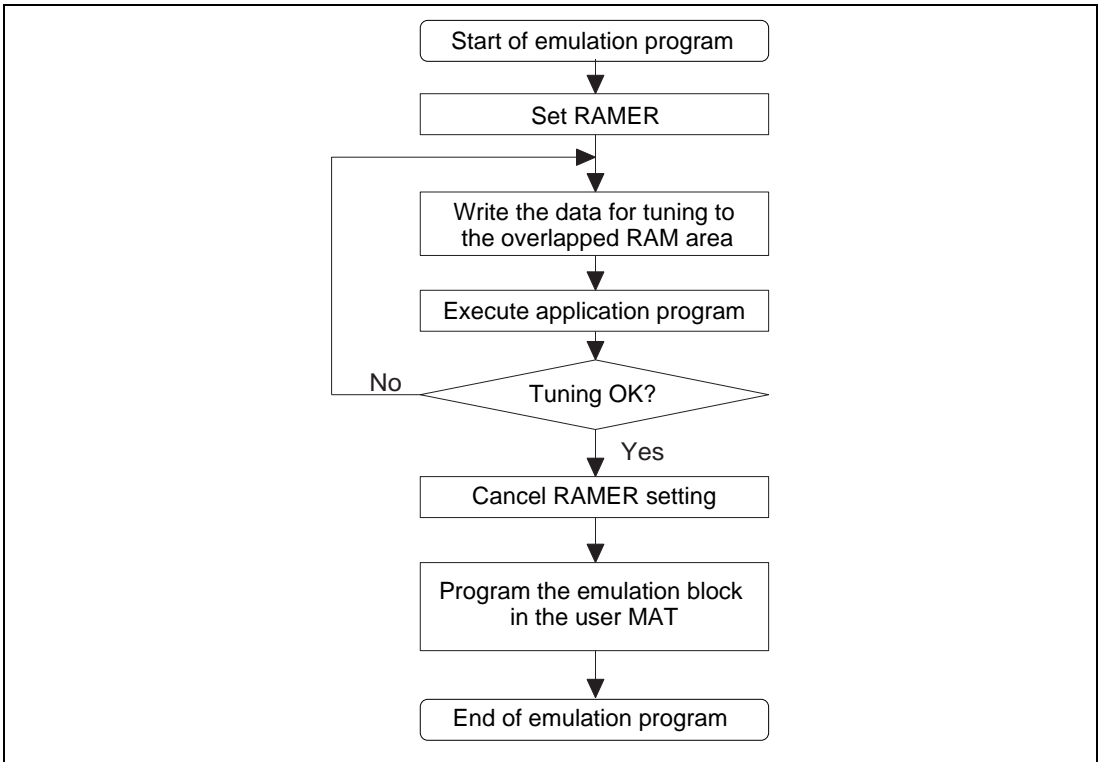 Start of emulation program
Set RAMER
Write the data for tuning to
the overlapped RAM area
Execute application program
No
Tuning OK?
Yes
Cancel RAMER setting
Program the emulation block
in the user MAT
End of emulation program